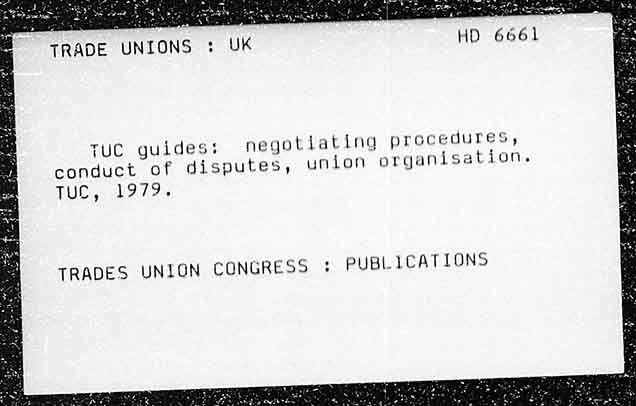 TRADE UNIONS : UK HD 6661
TUC guides: negotiating procedures,
conduct of disputes, union organisation.
TUC, 1979.
TRADES UNION CONGRESS : PUBLICATIONS